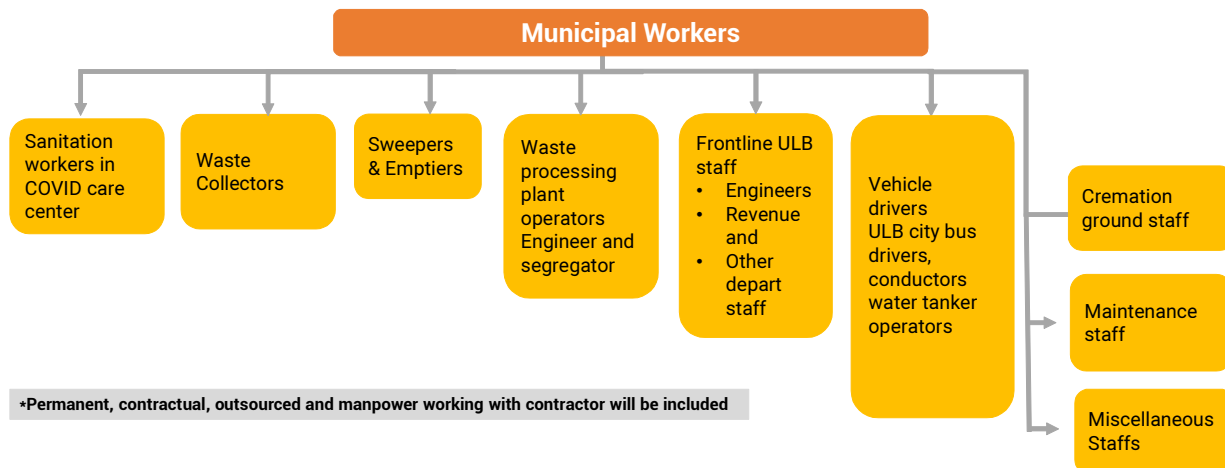 Municipal Workers
Sanitation
workers in
COVID care
center
Waste
Collectors
Sweepers
& Emptiers
Waste
processing
plant
operators
Engineer and
segregator
Frontline ULB
staff
• Engineers
• Revenue and
• Other
depart staff
Vehicle
drivers
ULB city bus
drivers,
conductors
water tanker
operators
Cremation
ground staff
Maintenance
staff
Miscellaneous
Staffs
*Permanent, contractual, outsourced and manpower working with contractor will be included